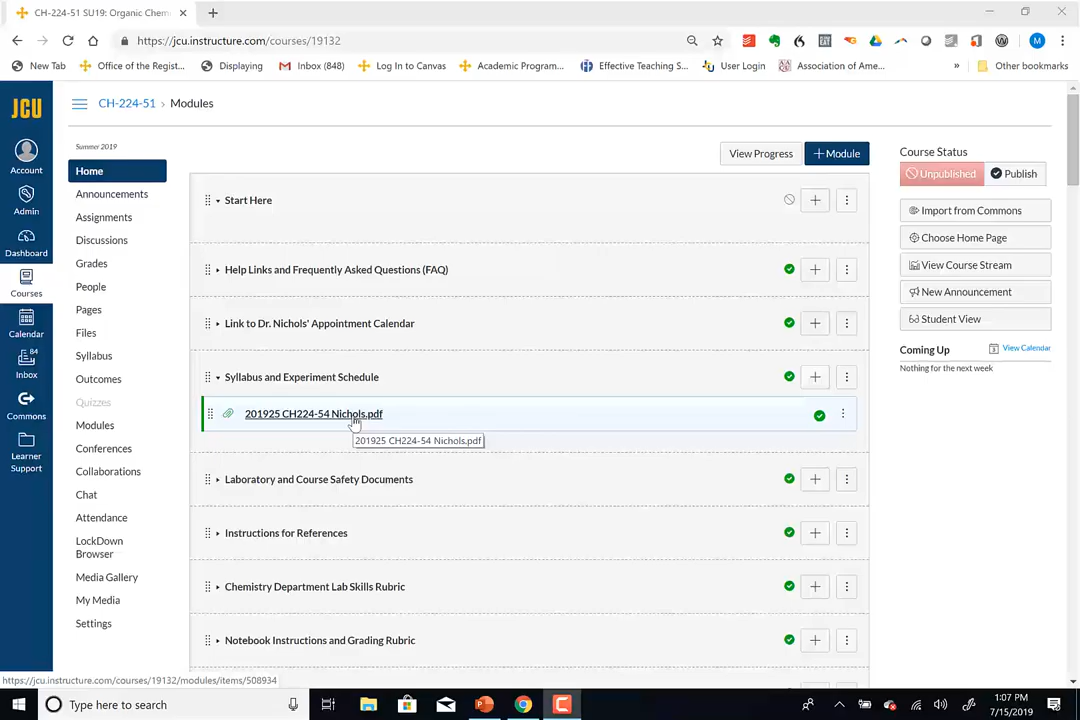 CH-224-51 SU19: Organic Chem
https://jcu.instructure.com/courses/19132
New Tab
Office of the Regist...
Displaying
Inbox (848)
Log In to Canvas
Academic Program...
Effective Teaching S...
User Login
Association of Ame...
»
Other bookmarks
JCU
Account
Admin
Dashboard
Courses
Calendar
84
Inbox
Commons
Learner
Support
CH-224-51 › Modules
Summer 2019
Home
Announcements
Assignments
Discussions
Grades
People
Pages
Files
Syllabus
Outcomes
Quizzes
Modules
Conferences
Collaborations
Chat
Attendance
LockDown
Browser
Media Gallery
My Media
Settings
View Progress
+ Module
Start Here
Help Links and Frequently Asked Questions (FAQ)
Link to Dr. Nichols' Appointment Calendar
Syllabus and Experiment Schedule
201925 CH224-54 Nichols.pdf
201925 CH224-54 Nichols.pdf
Laboratory and Course Safety Documents
Instructions for References
Chemistry Department Lab Skills Rubric
Notebook Instructions and Grading Rubric
Course Status
Unpublished
Publish
Import from Commons
Choose Home Page
View Course Stream
New Announcement
Student View
Coming Up
View Calendar
Nothing for the next week
https://jcu.instructure.com/courses/19132/modules/items/508934
Type here to search
1:07 PM
7/15/2019